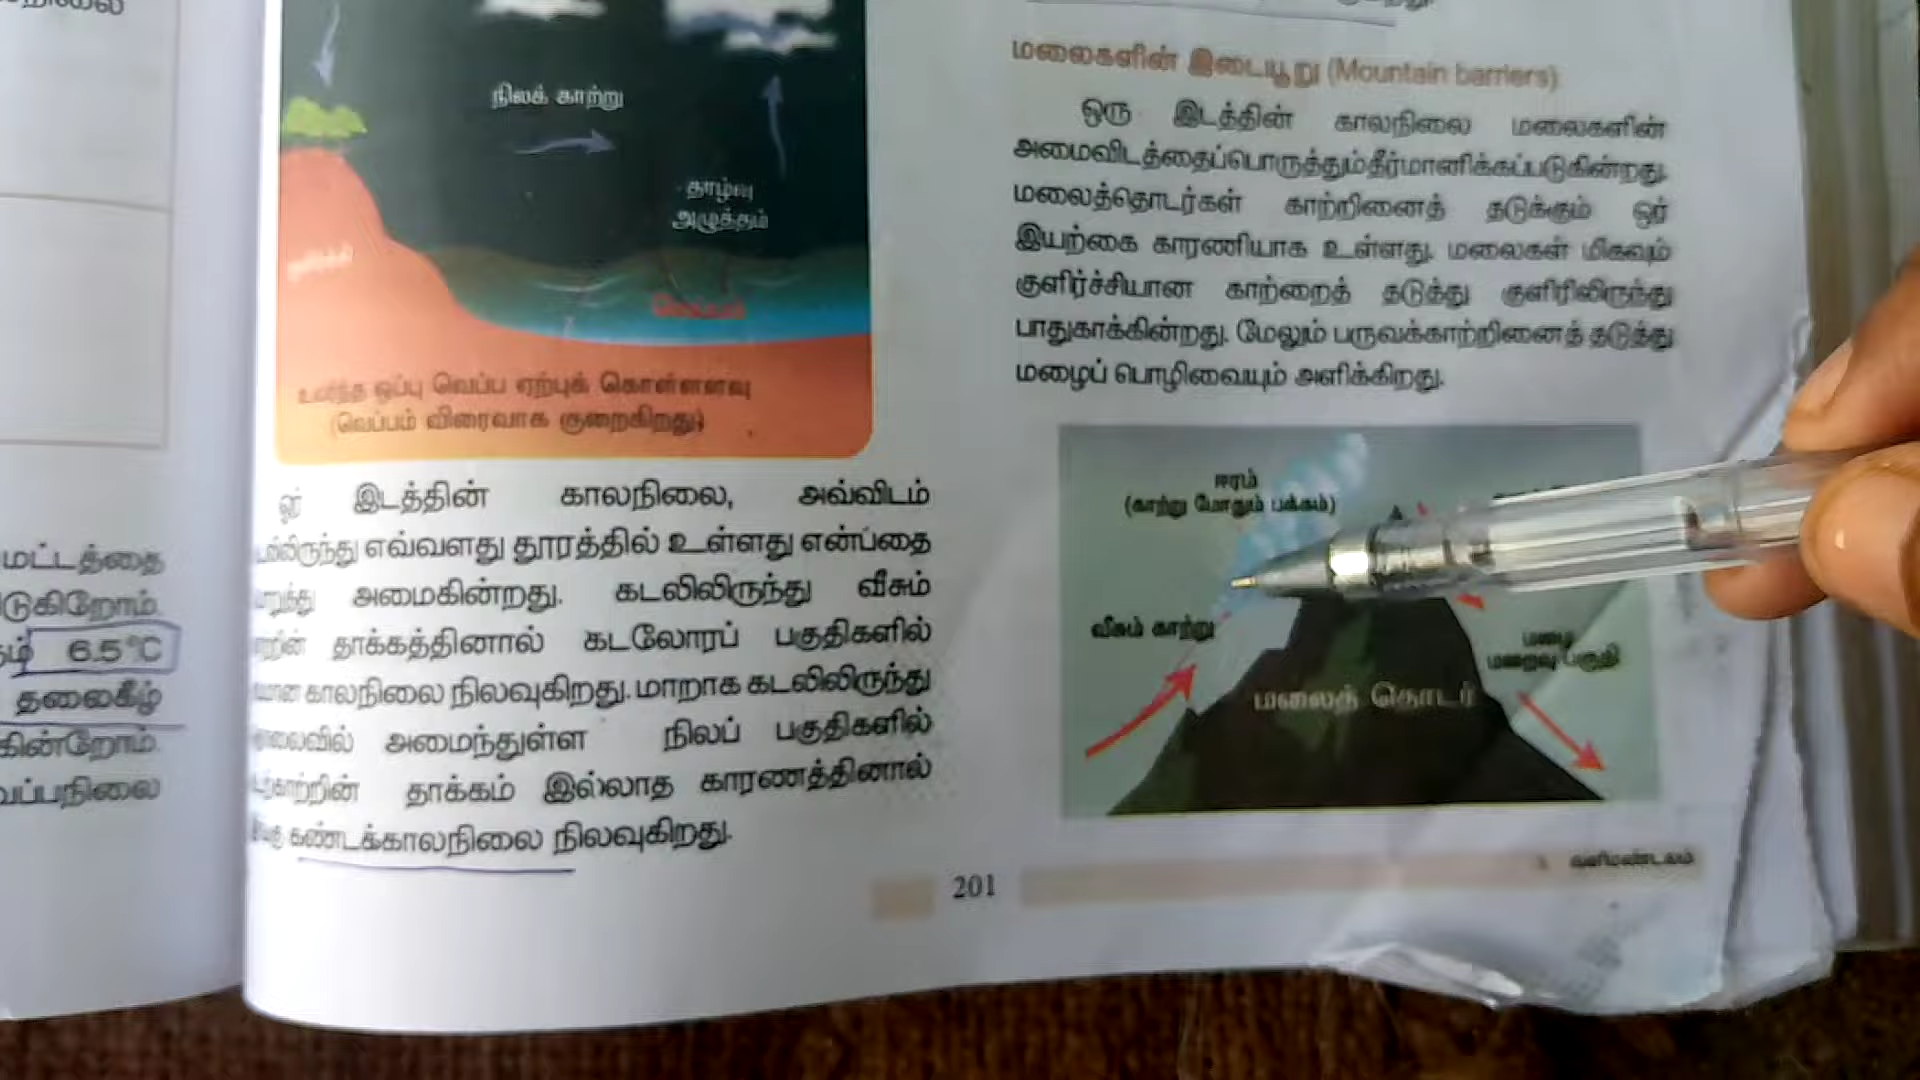 மட்டத்தை
6.5°C
தலைகீழ்
நிலக் காற்று
தாழ்வு
அழுத்தம்
ஒப்பு வெப்ப ஏற்புக் கொள்ளளவு
(வெப்பம் விரைவாக குறைகிறது)
ஓர் இடத்தின் காலநிலை, அவ்விடம்
எவ்வளது தூரத்தில் உள்ளது என்பதை
அமைகின்றது. கடலிலிருந்து வீசும்
தாக்கத்தினால் கடலோரப் பகுதிகளில்
காலநிலை நிலவுகிறது. மாறாக கடலிலிருந்து
அமைந்துள்ள நிலப் பகுதிகளில்
தாக்கம் இல்லாத காரணத்தினால்
கண்டக்காலநிலை நிலவுகிறது.
மலைகளின் இடையூறு (Mountain barriers)
ஒரு இடத்தின் காலநிலை மலைகளின்
அமைவிடத்தைப்பொருத்தும்தீர்மானிக்கப்படுகின்றது.
மலைத்தொடர்கள் காற்றினைத் தடுக்கும் ஓர்
இயற்கை காரணியாக உள்ளது. மலைகள் மிகவும்
குளிர்ச்சியான காற்றைத் தடுத்து குளிரிலிருந்து
பாதுகாக்கின்றது. மேலும் பருவக்காற்றினைத் தடுத்து
மழைப் பொழிவையும் அளிக்கிறது.
ஈரம்
(காற்று மோதும் பக்கம்)
வீசும் காற்று
மழை
மறைவு பகுதி
மலைத் தொடர்
201
வளிமண்டலம்